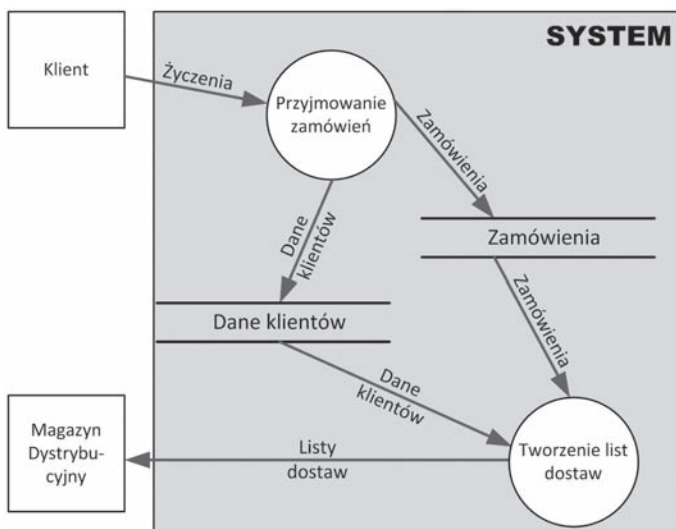 SYSTEM
Klient
Życzenia
Przyjmowanie
zamówień
Zamówienia
Dane
klientów
Zamówienia
Dane klientów
Zamówienia
Dane
klientów
Magazyn
Dystrybu-
cyjny
Listy
dostaw
Tworzenie list
dostaw